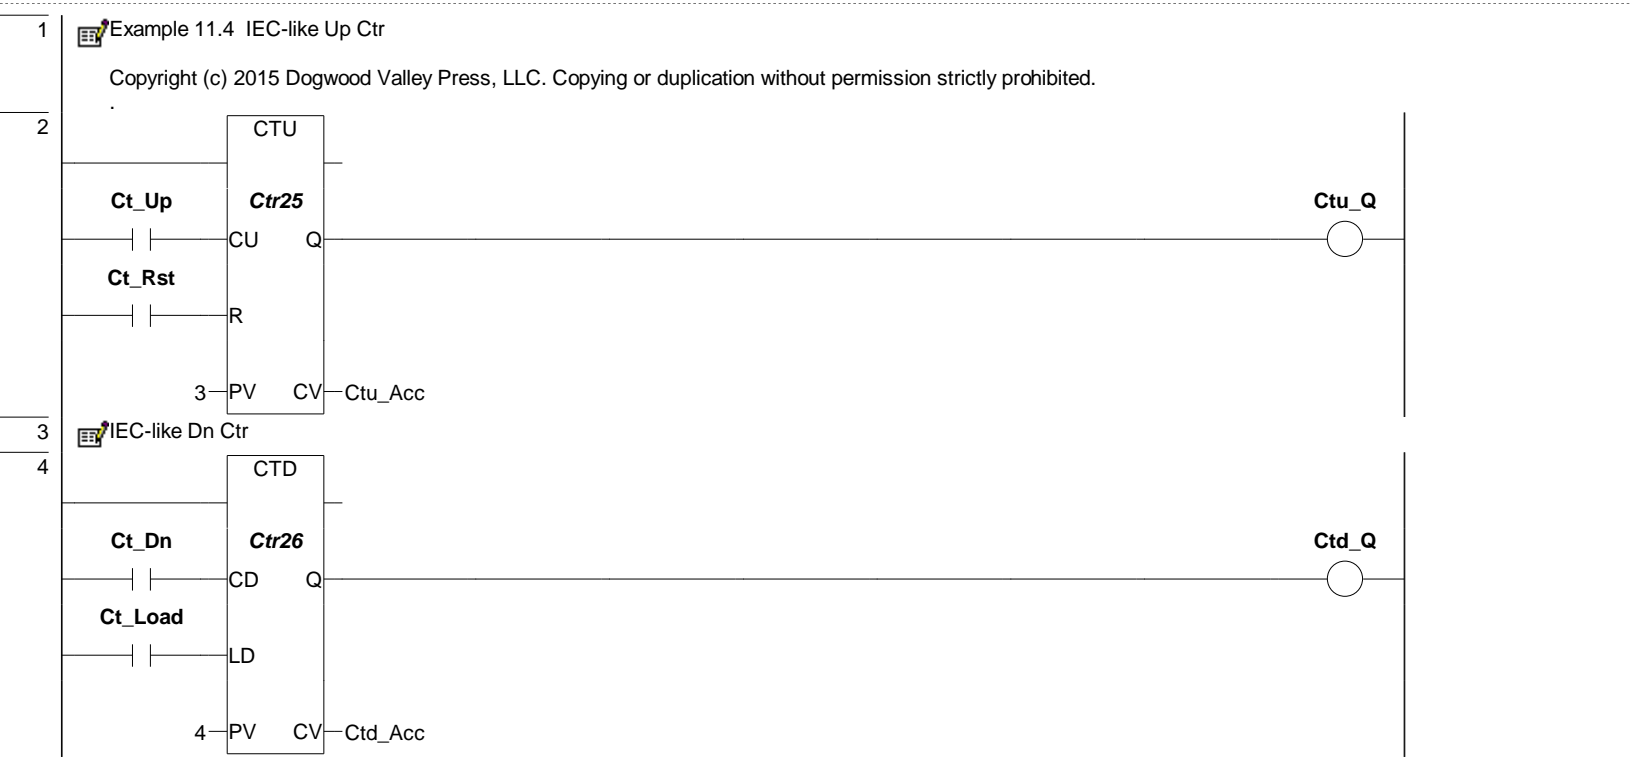 1
Example 11.4 IEC-like Up Ctr
Copyright (c) 2015 Dogwood Valley Press, LLC. Copying or duplication without permission strictly prohibited.
.
2
CTU
Ct_Up Ctr25 Ctu_Q
CU Q
Ct_Rst
R
3 PV CV Ctu_Acc
3
IEC-like Dn Ctr
4
CTD
Ct_Dn Ctr26 Ctd_Q
CD Q
Ct_Load
LD
4 PV CV Ctd_Acc